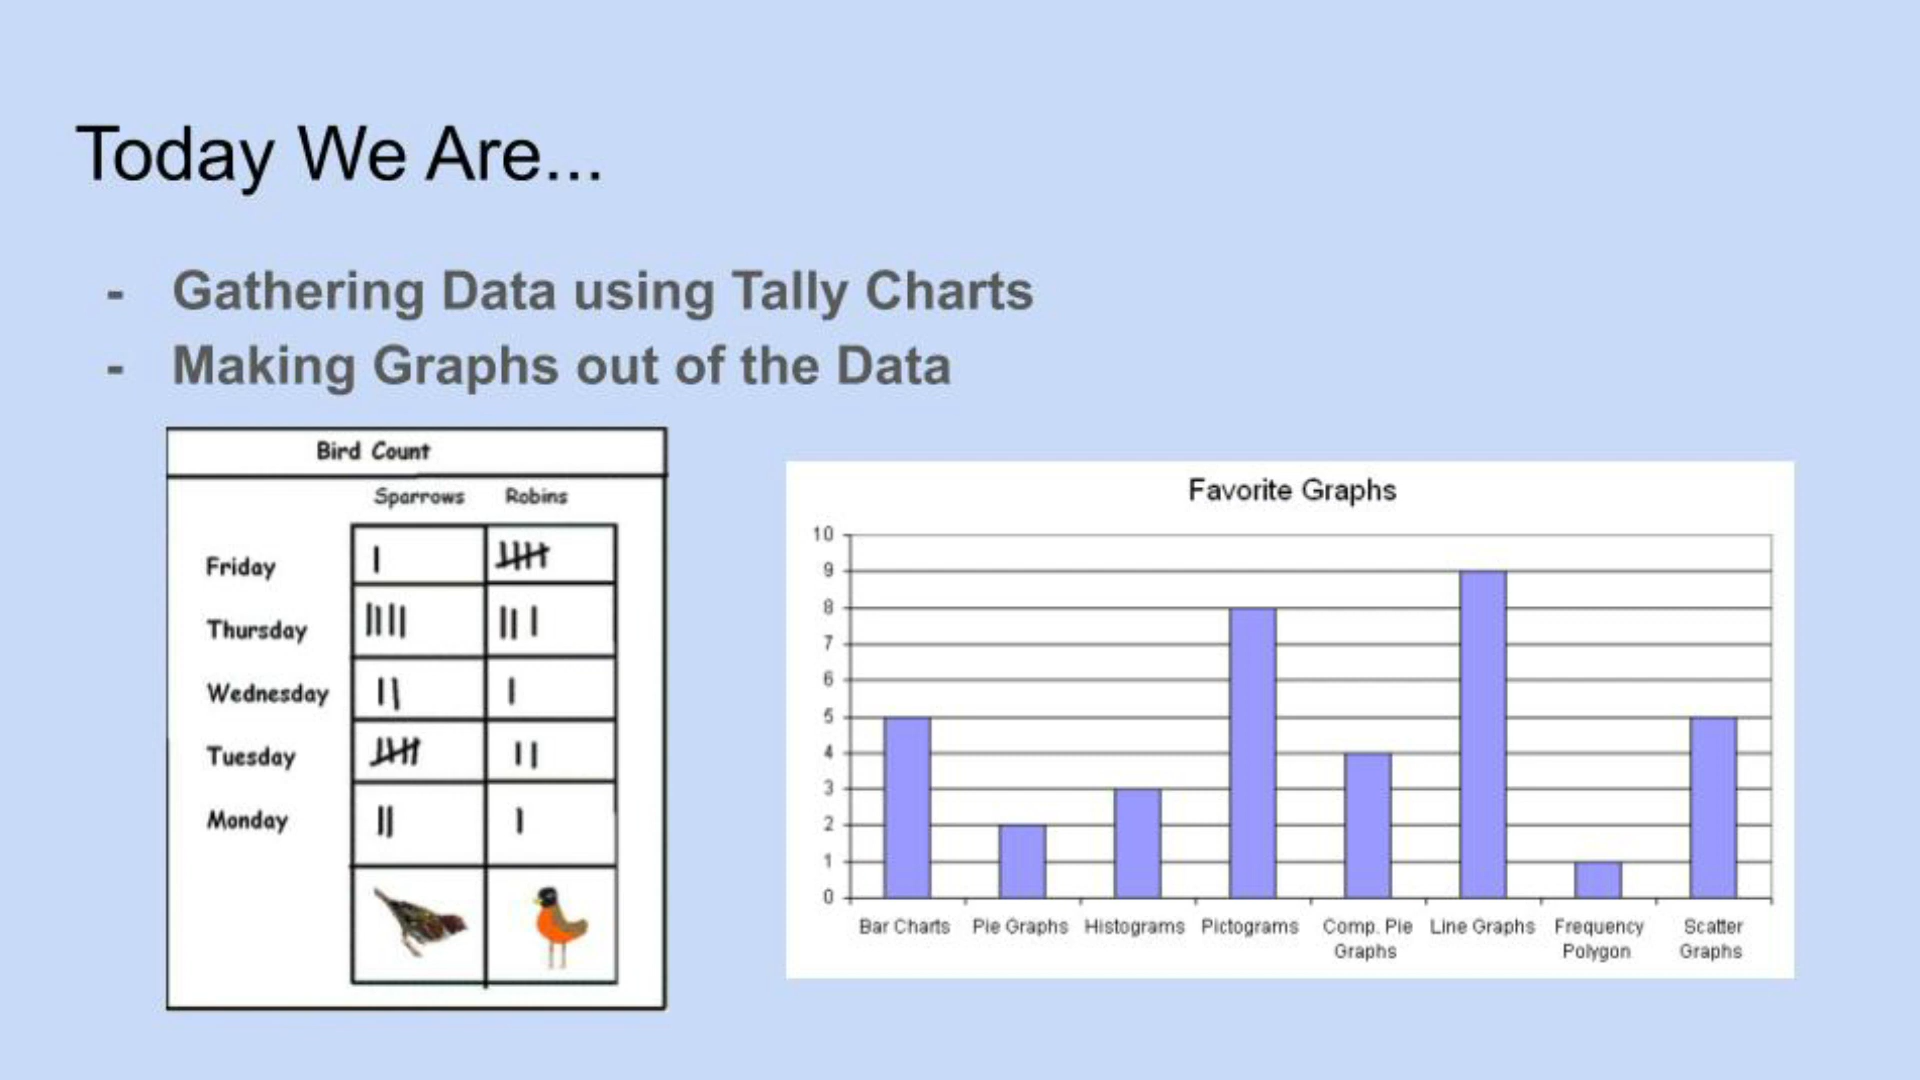 Today We Are...
- Gathering Data using Tally Charts
- Making Graphs out of the Data
Bird Count
Sparrows Robins
Friday
Thursday
Wednesday
Tuesday
Monday
Favorite Graphs
10
9
8
7
6
5
4
3
2
1
0
Bar Charts Pie Graphs Histograms Pictograms Comp. Pie Line Graphs Frequency Scatter
Graphs Polygon Graphs